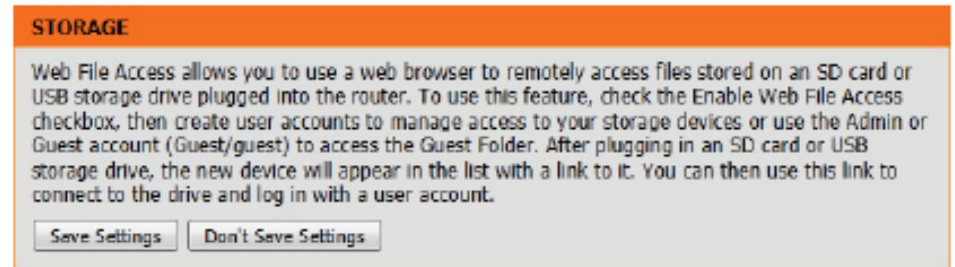 STORAGE
Web File Access allows you to use a web browser to remotely access files stored on an SD card or
USB storage drive plugged into the router. To use this feature, check the Enable Web File Access
checkbox, then create user accounts to manage access to your storage devices or use the Admin or
Guest account (Guest/guest) to access the Guest Folder. After plugging in an SD card or USB
storage drive, the new device will appear in the list with a link to it. You can then use this link to
connect to the drive and log in with a user account.
Save Settings Don't Save Settings